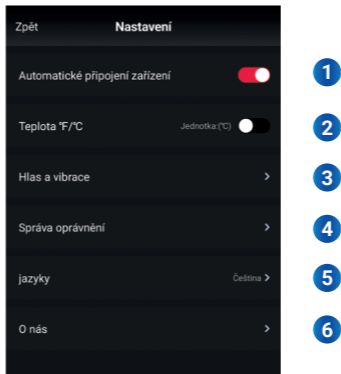 Zpět Nastavení
Automatické připojení zařízení 1
Teplota °F/°C Jednotka:(°C) 2
Hlas a vibrace 3
Správa oprávnění 4
jazyky Čeština 5
O nás 6